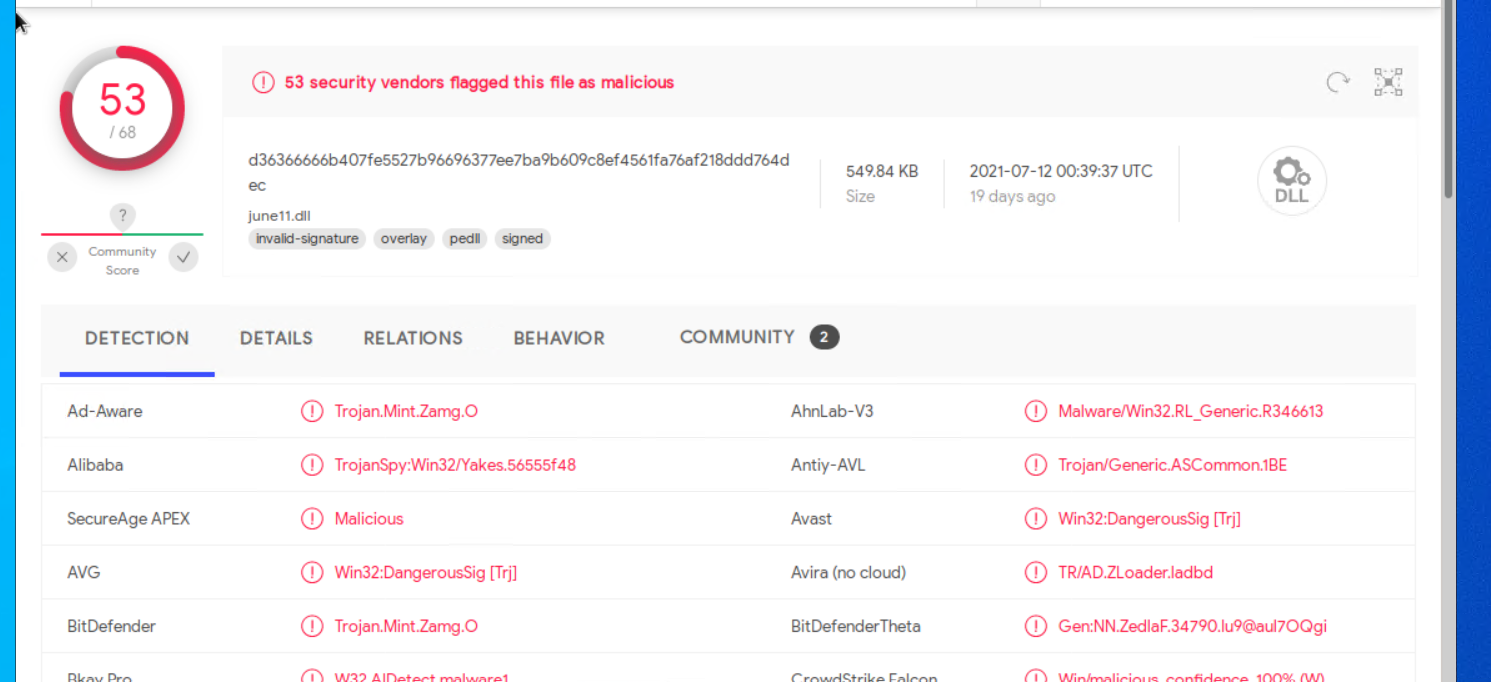 53
/ 68
?
Community
Score
53 security vendors flagged this file as malicious
d36366666b407fe5527b96696377ee7ba9b609c8ef4561fa76af218ddd764d
ec
june11.dll
invalid-signature overlay pedll signed
549.84 KB
Size
2021-07-12 00:39:37 UTC
19 days ago
DLL
DETECTION DETAILS RELATIONS BEHAVIOR COMMUNITY 2
Ad-Aware Trojan.Mint.Zamg.O AhnLab-V3 Malware/Win32.RL_Generic.R346613
Alibaba TrojanSpy:Win32/Yakes.56555f48 Antiy-AVL Trojan/Generic.ASCommon.1BE
SecureAge APEX Malicious Avast Win32:DangerousSig [Trj]
AVG Win32:DangerousSig [Trj] Avira (no cloud) TR/AD.ZLoader.ladbd
BitDefender Trojan.Mint.Zamg.O BitDefenderTheta Gen:NN.ZedlaF.34790.lu9@aul7OQgi
Bkav Pro W32.AIDetect.malware1 CrowdStrike Falcon Win/malicious_confidence_100% (W)